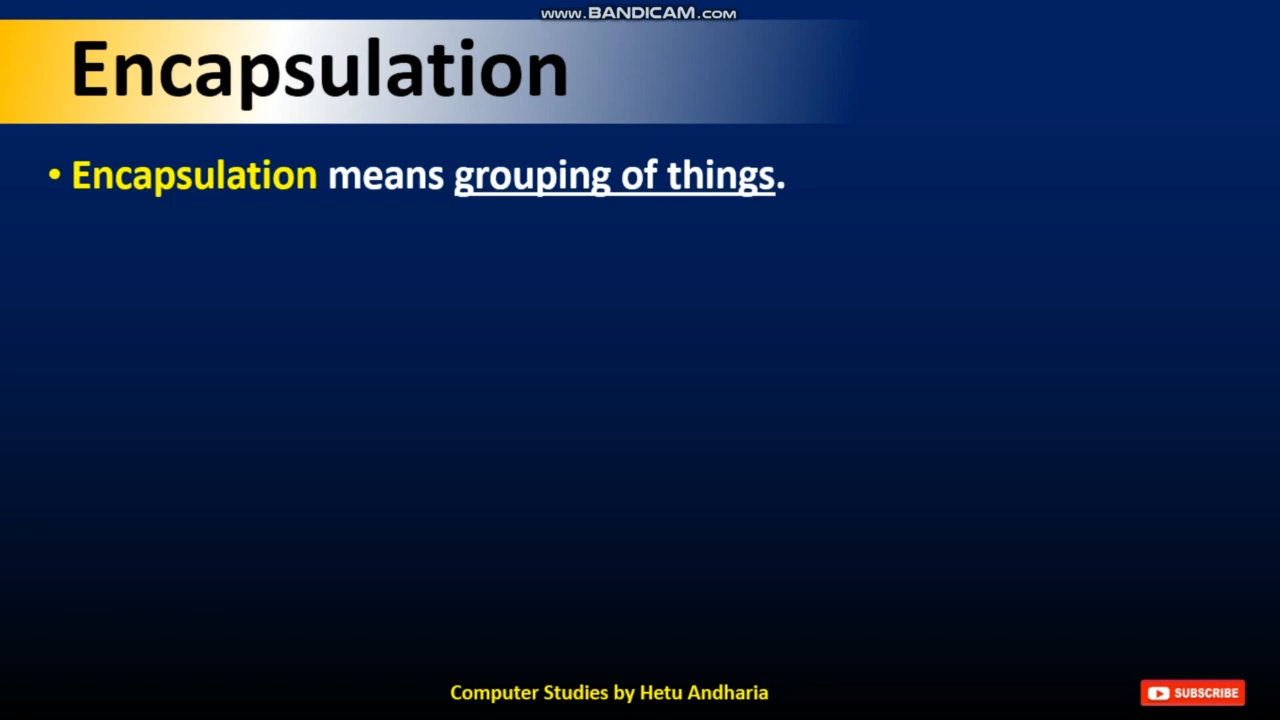 www.BANDICAM.com
Encapsulation
• Encapsulation means grouping of things.
Computer Studies by Hetu Andharia
SUBSCRIBE